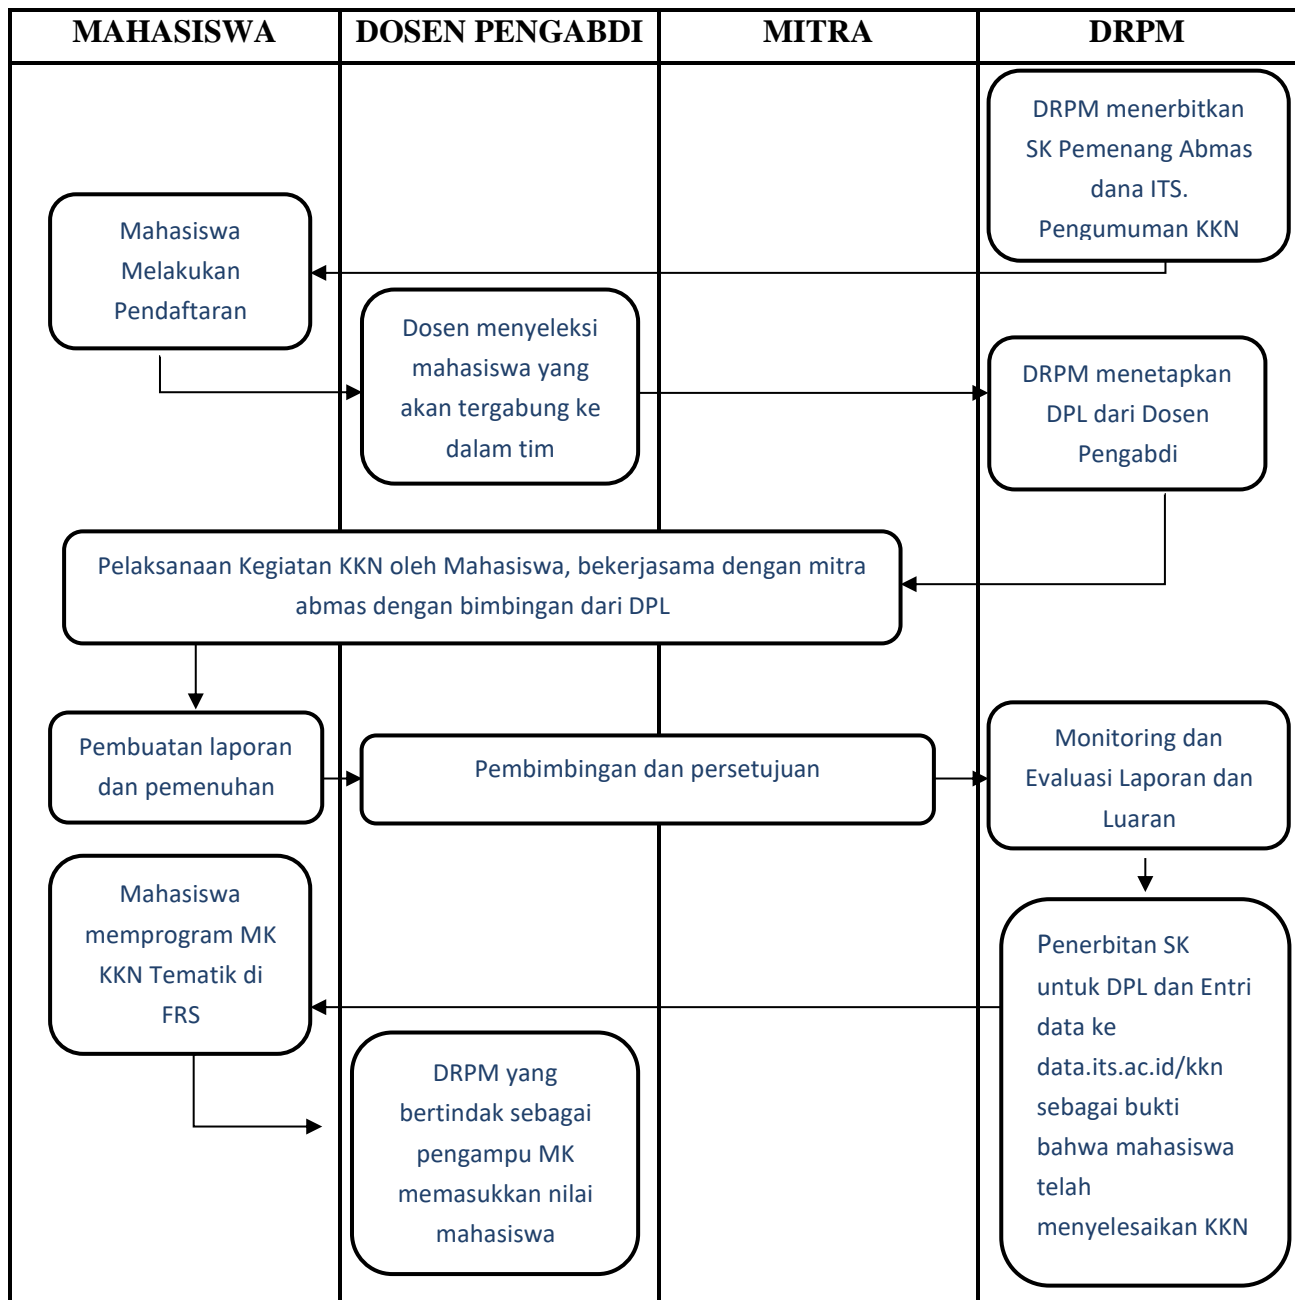 MAHASISWA
DOSEN PENGABDI
MITRA
DRPM
DRPM menerbitkan
SK Pemenang Abmas
dana ITS.
Pengumuman KKN
Mahasiswa
Melakukan
Pendaftaran
Dosen menyeleksi
mahasiswa yang
akan tergabung ke
dalam tim
DRPM menetapkan
DPL dari Dosen
Pengabdi
Pelaksanaan Kegiatan KKN oleh Mahasiswa, bekerjasama dengan mitra
abmas dengan bimbingan dari DPL
Pembuatan laporan
dan pemenuhan
Pembimbingan dan persetujuan
Monitoring dan
Evaluasi Laporan dan
Luaran
Penerbitan SK
untuk DPL dan Entri
data ke
data.its.ac.id/kkn
sebagai bukti
bahwa mahasiswa
telah
menyelesaikan KKN
Mahasiswa
memprogram MK
KKN Tematik di
FRS
DRPM yang
bertindak sebagai
pengampu MK
memasukkan nilai
mahasiswa